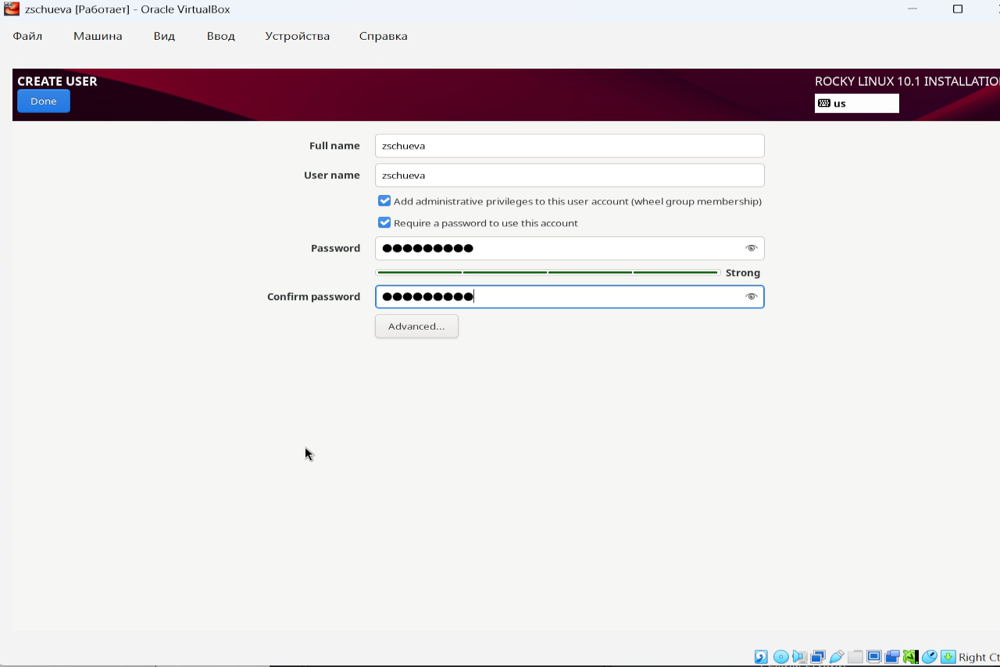 zschueva [Работает] - Oracle VirtualBox
Файл Машина Вид Ввод Устройства Справка
CREATE USER
ROCKY LINUX 10.1 INSTALLATIO
Done
us
Full name zschueva
User name zschueva
Add administrative privileges to this user account (wheel group membership)
Require a password to use this account
Password ●●●●●●●●●
Strong
Confirm password ●●●●●●●●●
Advanced...
Right Ct